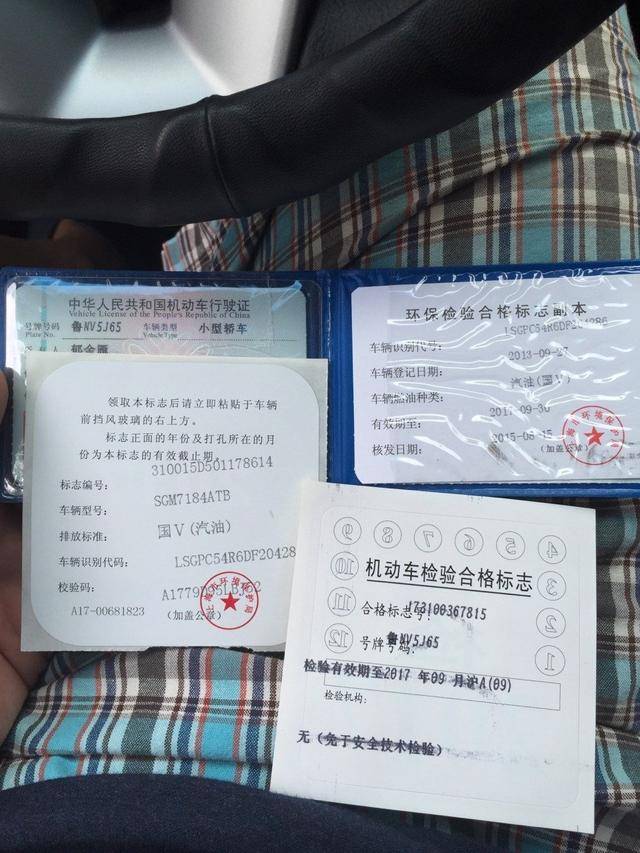 中华人民共和国机动车行驶证
Vehicle License of the People's Republic of China
号牌号码 鲁NV5J65 车辆类型 小型轿车
Plate No. Vehicle Type
人
环保检验合格标志副本
车辆识别代号: LSGPC54R6DF204286
车辆登记日期: 2013-09-27
车辆燃油种类: 汽油(国V)
有效期至: 2017-09-30
核发日期: 2015-08-15
(加盖公章)
领取本标志后请立即粘贴于车辆
前挡风玻璃的右上方。
标志正面的年份及打孔所在的月
份为本标志的有效截止期。
标志编号: 310015D501178614
车辆型号: SGM7184ATB
排放标准: 国V(汽油)
车辆识别代码: LSGPC54R6DF20428
校验码:
A17-00681823 (加盖公章)
9 8 7 6 5 4
10 3
11 2
12 1
机动车检验合格标志
合格标志号: 173100367815
号牌号码: 鲁NV5J65
检验有效期至2017 年09 月沪A(09)
检验机构:
无(免于安全技术检验)